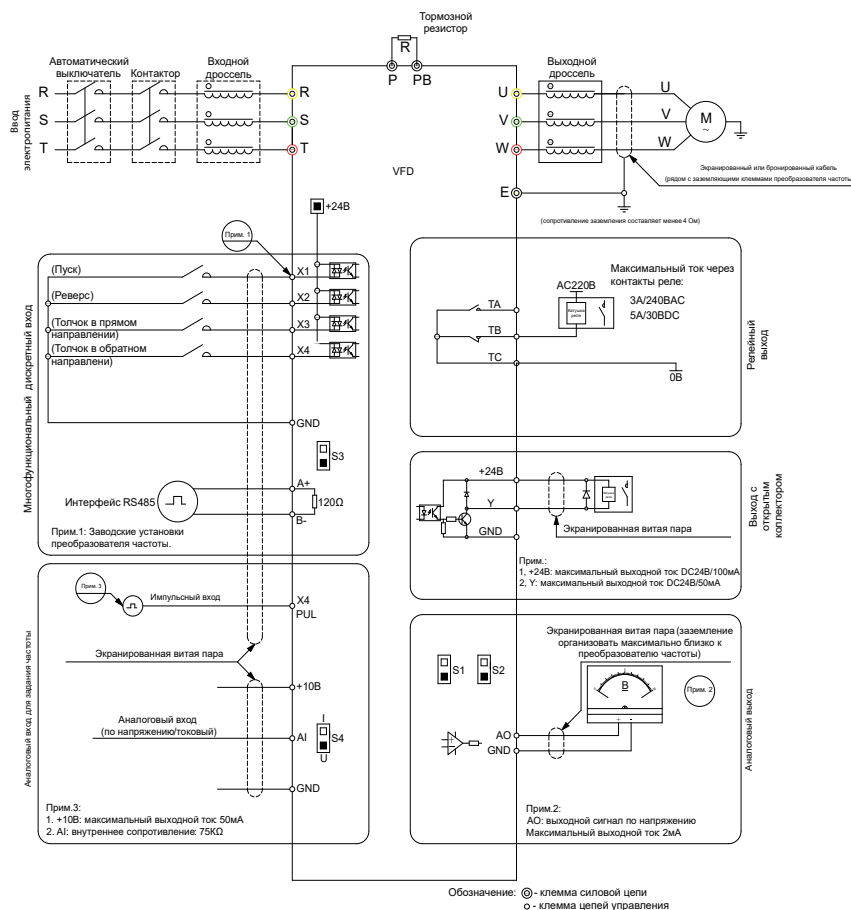 Тормозной
резистор
R
P PB
Автоматический
выключатель
Контактор
Входной
дроссель
Выходной
дроссель
Ввод
электропитания
R
S
T
R
S
T
U
V
W
U
V
W
M
~
VFD
E
Экранированный или бронированный кабель
(рядом с заземляющими клеммами преобразователя частоты
(сопротивление заземления составляет менее 4 Ом)
+24В
Прим. 1
Многофункциональный дискретный вход
(Пуск)
X1
(Реверс)
X2
(Толчок в прямом
направлении)
X3
(Толчок в обратном
направлени)
X4
GND
S3
A+
Интерфейс RS485
120Ω
B-
Прим.1: Заводские установки
преобразователя частоты.
Максимальный ток через
контакты реле:
3A/240BAC
5A/30BDC
AC220В
Катушка
реле
TA
TB
TC
0В
Релейный
выход
+24В
Y
GND
Экранированная витая пара
Прим.:
1, +24В: максимальный выходной ток: DC24В/100мА
2, Y: максимальный выходной ток: DC24В/50мА
Выход с
открытым
коллектором
Аналоговый вход для задания частоты
Прим. 3
Импульсный вход
X4
PUL
Экранированная витая пара
+10В
Аналоговый вход
(по напряжению/токовый)
AI
I
S4
U
GND
Прим.3:
1. +10В: максимальный выходной ток: 50мА
2. AI: внутреннее сопротивление: 75KΩ
Экранированная витая пара (заземление
организовать максимально близко к
преобразователю частоты)
S1
S2
В
+ -
Прим. 2
AO
GND
Прим.2:
AO: выходной сигнал по напряжению
Максимальный выходной ток: 2мА
Аналоговый выход
Обозначение: - клемма силовой цепи
- клемма цепей управления